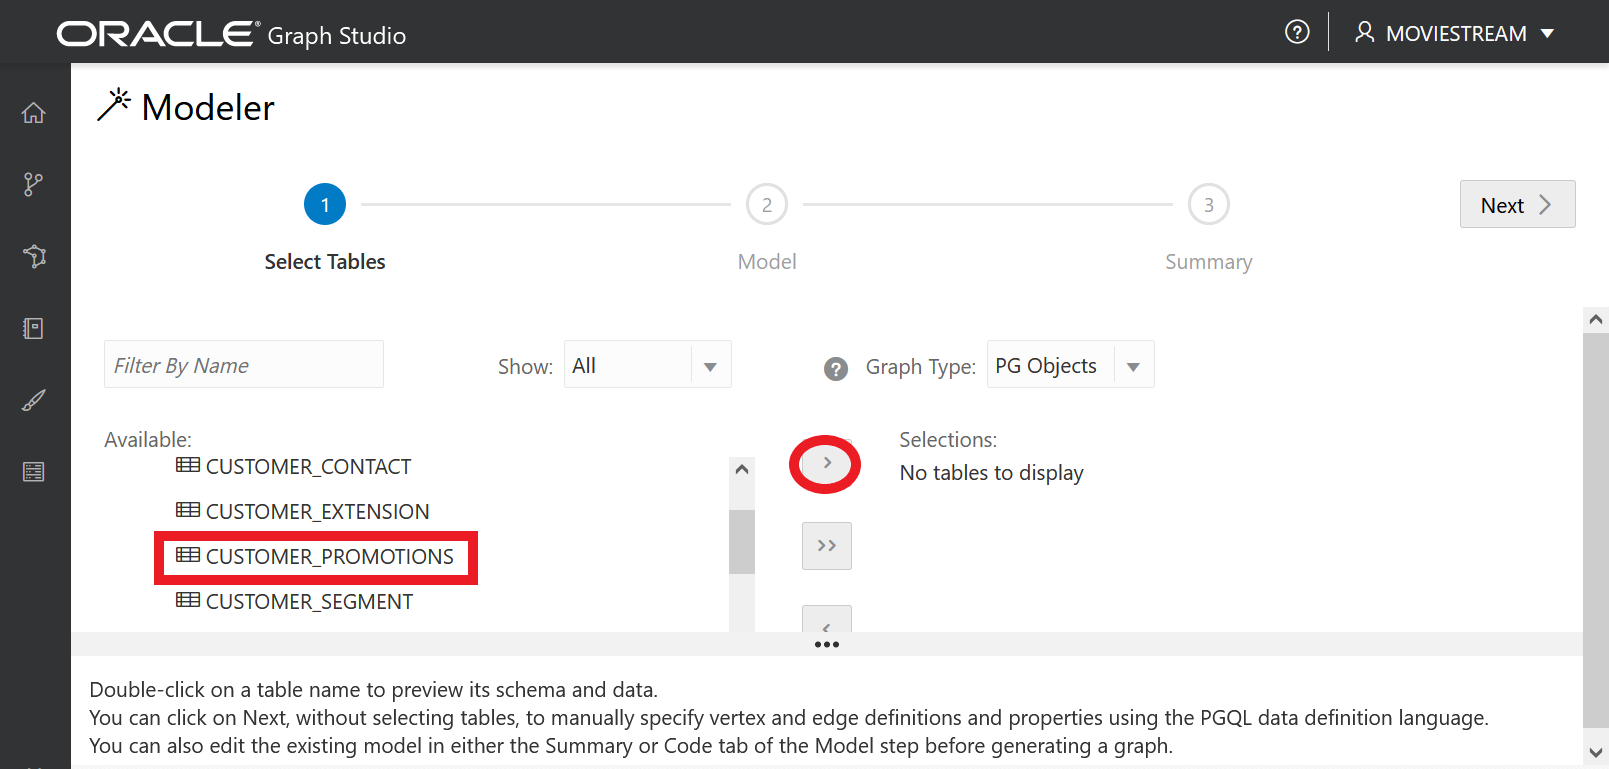 ORACLE® Graph Studio
? MOVIESTREAM
Modeler
1 2 3
Next
Select Tables Model Summary
Filter By Name Show: All ? Graph Type: PG Objects
Available:
CUSTOMER_CONTACT
CUSTOMER_EXTENSION
CUSTOMER_PROMOTIONS
CUSTOMER_SEGMENT
Selections:
No tables to display
Double-click on a table name to preview its schema and data.
You can click on Next, without selecting tables, to manually specify vertex and edge definitions and properties using the PGQL data definition language.
You can also edit the existing model in either the Summary or Code tab of the Model step before generating a graph.